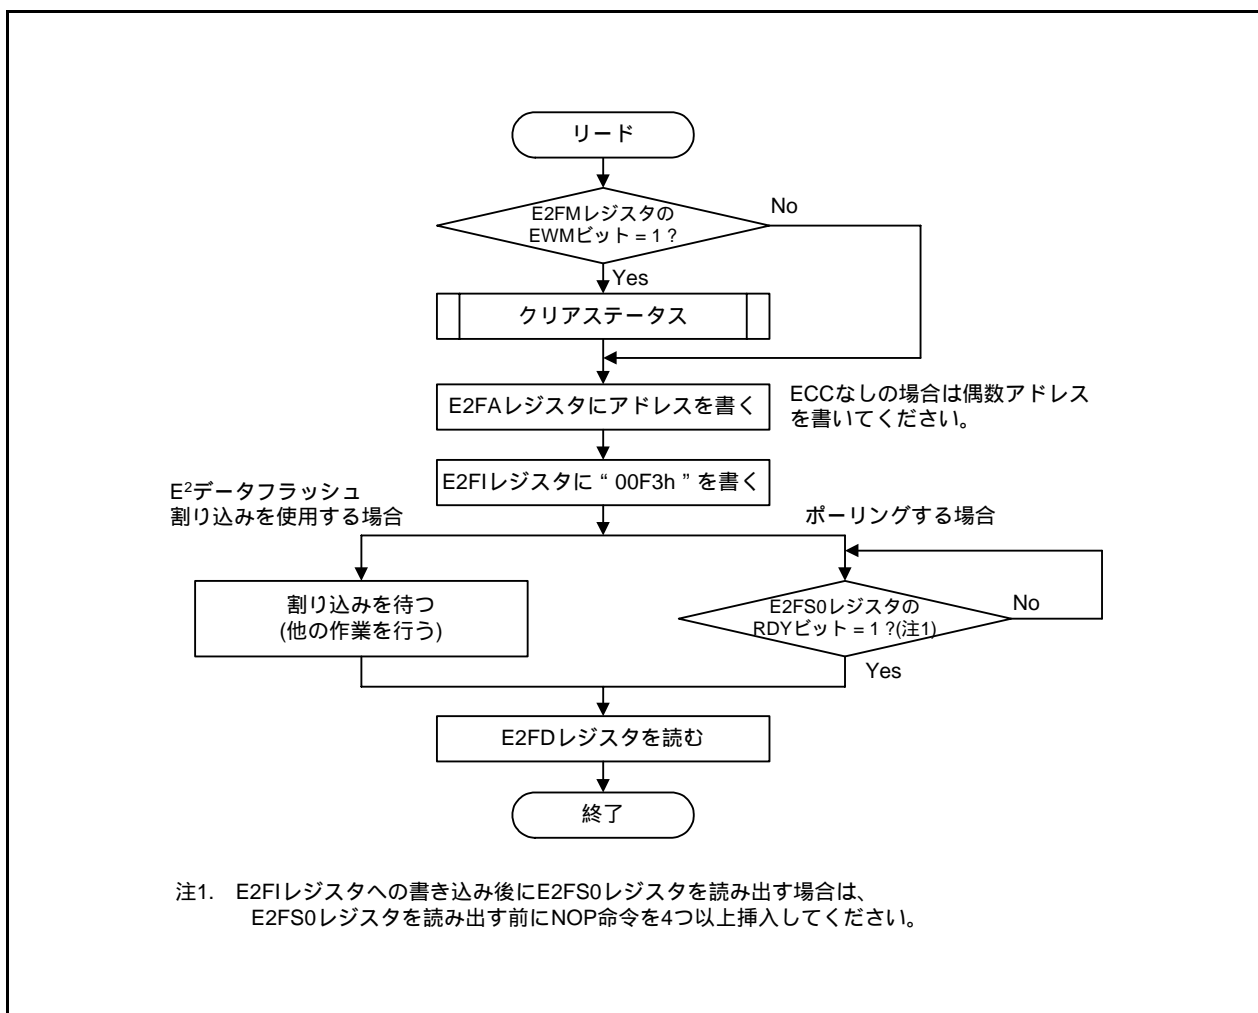 リード
E2FMレジスタの
EWMビット = 1 ?
No
Yes
クリアステータス
E2FAレジスタにアドレスを書く
ECCなしの場合は偶数アドレス
を書いてください。
E2FIレジスタに “ 00F3h ” を書く
E²データフラッシュ
割り込みを使用する場合
ポーリングする場合
割り込みを待つ
(他の作業を行う)
E2FS0レジスタの
RDYビット = 1 ?(注1)
No
Yes
E2FDレジスタを読む
終了
注1. E2FIレジスタへの書き込み後にE2FS0レジスタを読み出す場合は、
E2FS0レジスタを読み出す前にNOP命令を4つ以上挿入してください。